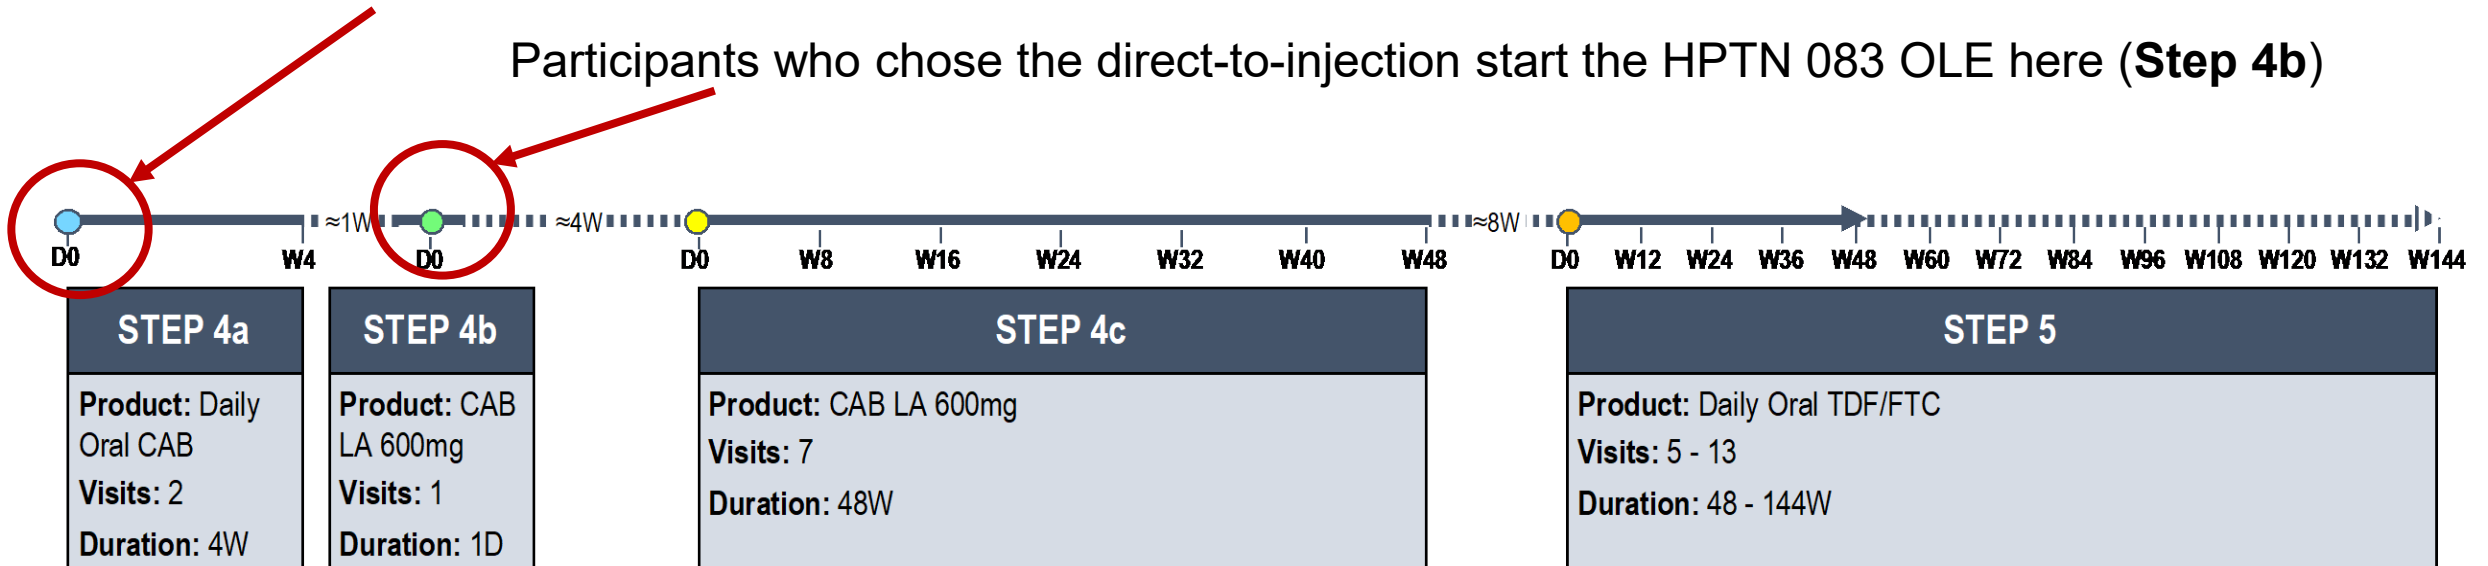 Participants who chose the direct-to-injection start the HPTN 083 OLE here (Step 4b)
≈1W ≈4W ≈8W
D0 W4 D0 D0 W8 W16 W24 W32 W40 W48 D0 W12 W24 W36 W48 W60 W72 W84 W96 W108 W120 W132 W144
STEP 4a
Product: Daily
Oral CAB
Visits: 2
Duration: 4W
STEP 4b
Product: CAB
LA 600mg
Visits: 1
Duration: 1D
STEP 4c
Product: CAB LA 600mg
Visits: 7
Duration: 48W
STEP 5
Product: Daily Oral TDF/FTC
Visits: 5 - 13
Duration: 48 - 144W